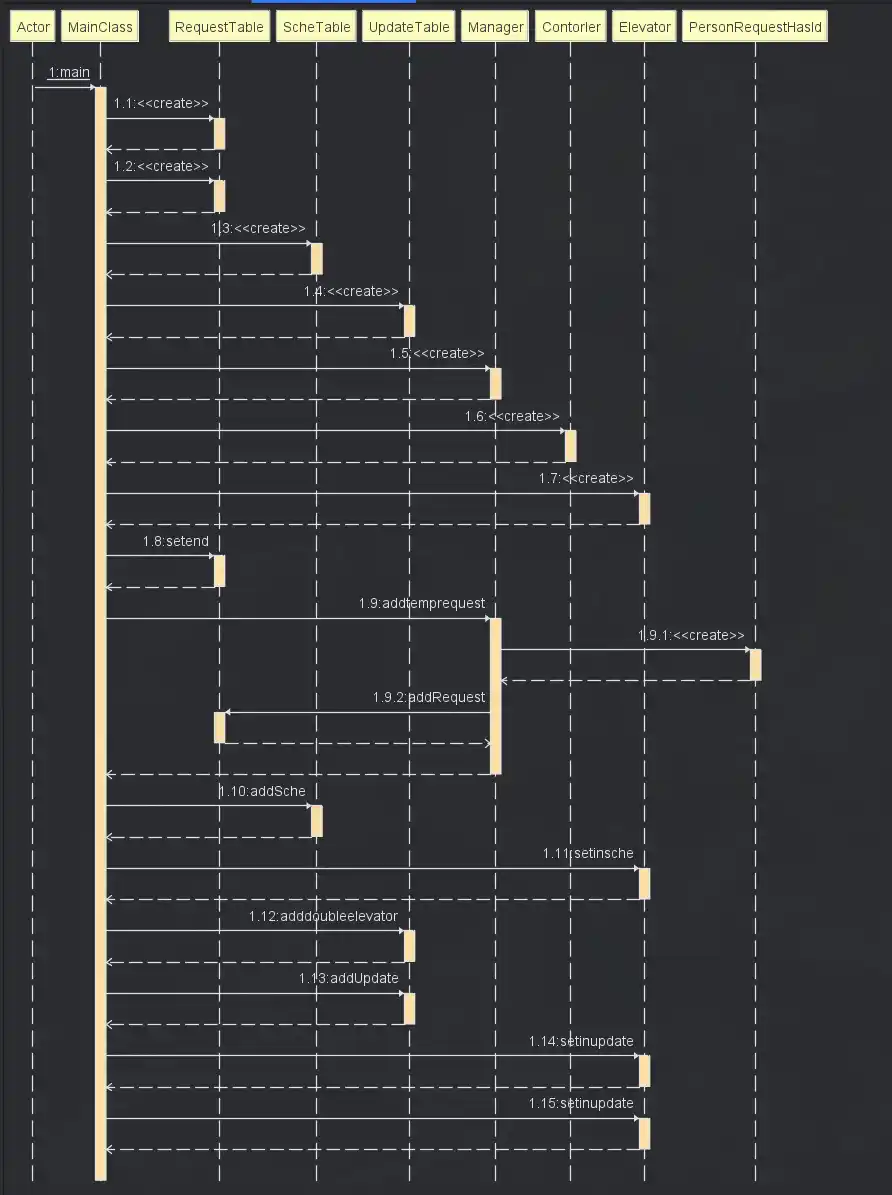 Actor MainClass RequestTable ScheTable UpdateTable Manager Contorler Elevator PersonRequestHasId
1:main
1.1:<<create>>
1.2:<<create>>
1.3:<<create>>
1.4:<<create>>
1.5:<<create>>
1.6:<<create>>
1.7:<<create>>
1.8:setend
1.9:addtemprequest
1.9.1:<<create>>
1.9.2:addRequest
1.10:addSche
1.11:setinsche
1.12:adddoubleelevator
1.13:addUpdate
1.14:setinupdate
1.15:setinupdate